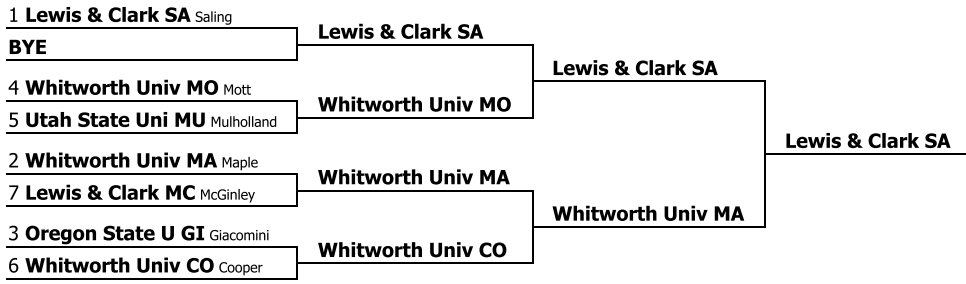 1 Lewis & Clark SA Saling
BYE
Lewis & Clark SA
4 Whitworth Univ MO Mott
5 Utah State Uni MU Mulholland
Whitworth Univ MO
Lewis & Clark SA
2 Whitworth Univ MA Maple
7 Lewis & Clark MC McGinley
Whitworth Univ MA
3 Oregon State U GI Giacomini
6 Whitworth Univ CO Cooper
Whitworth Univ CO
Whitworth Univ MA
Lewis & Clark SA